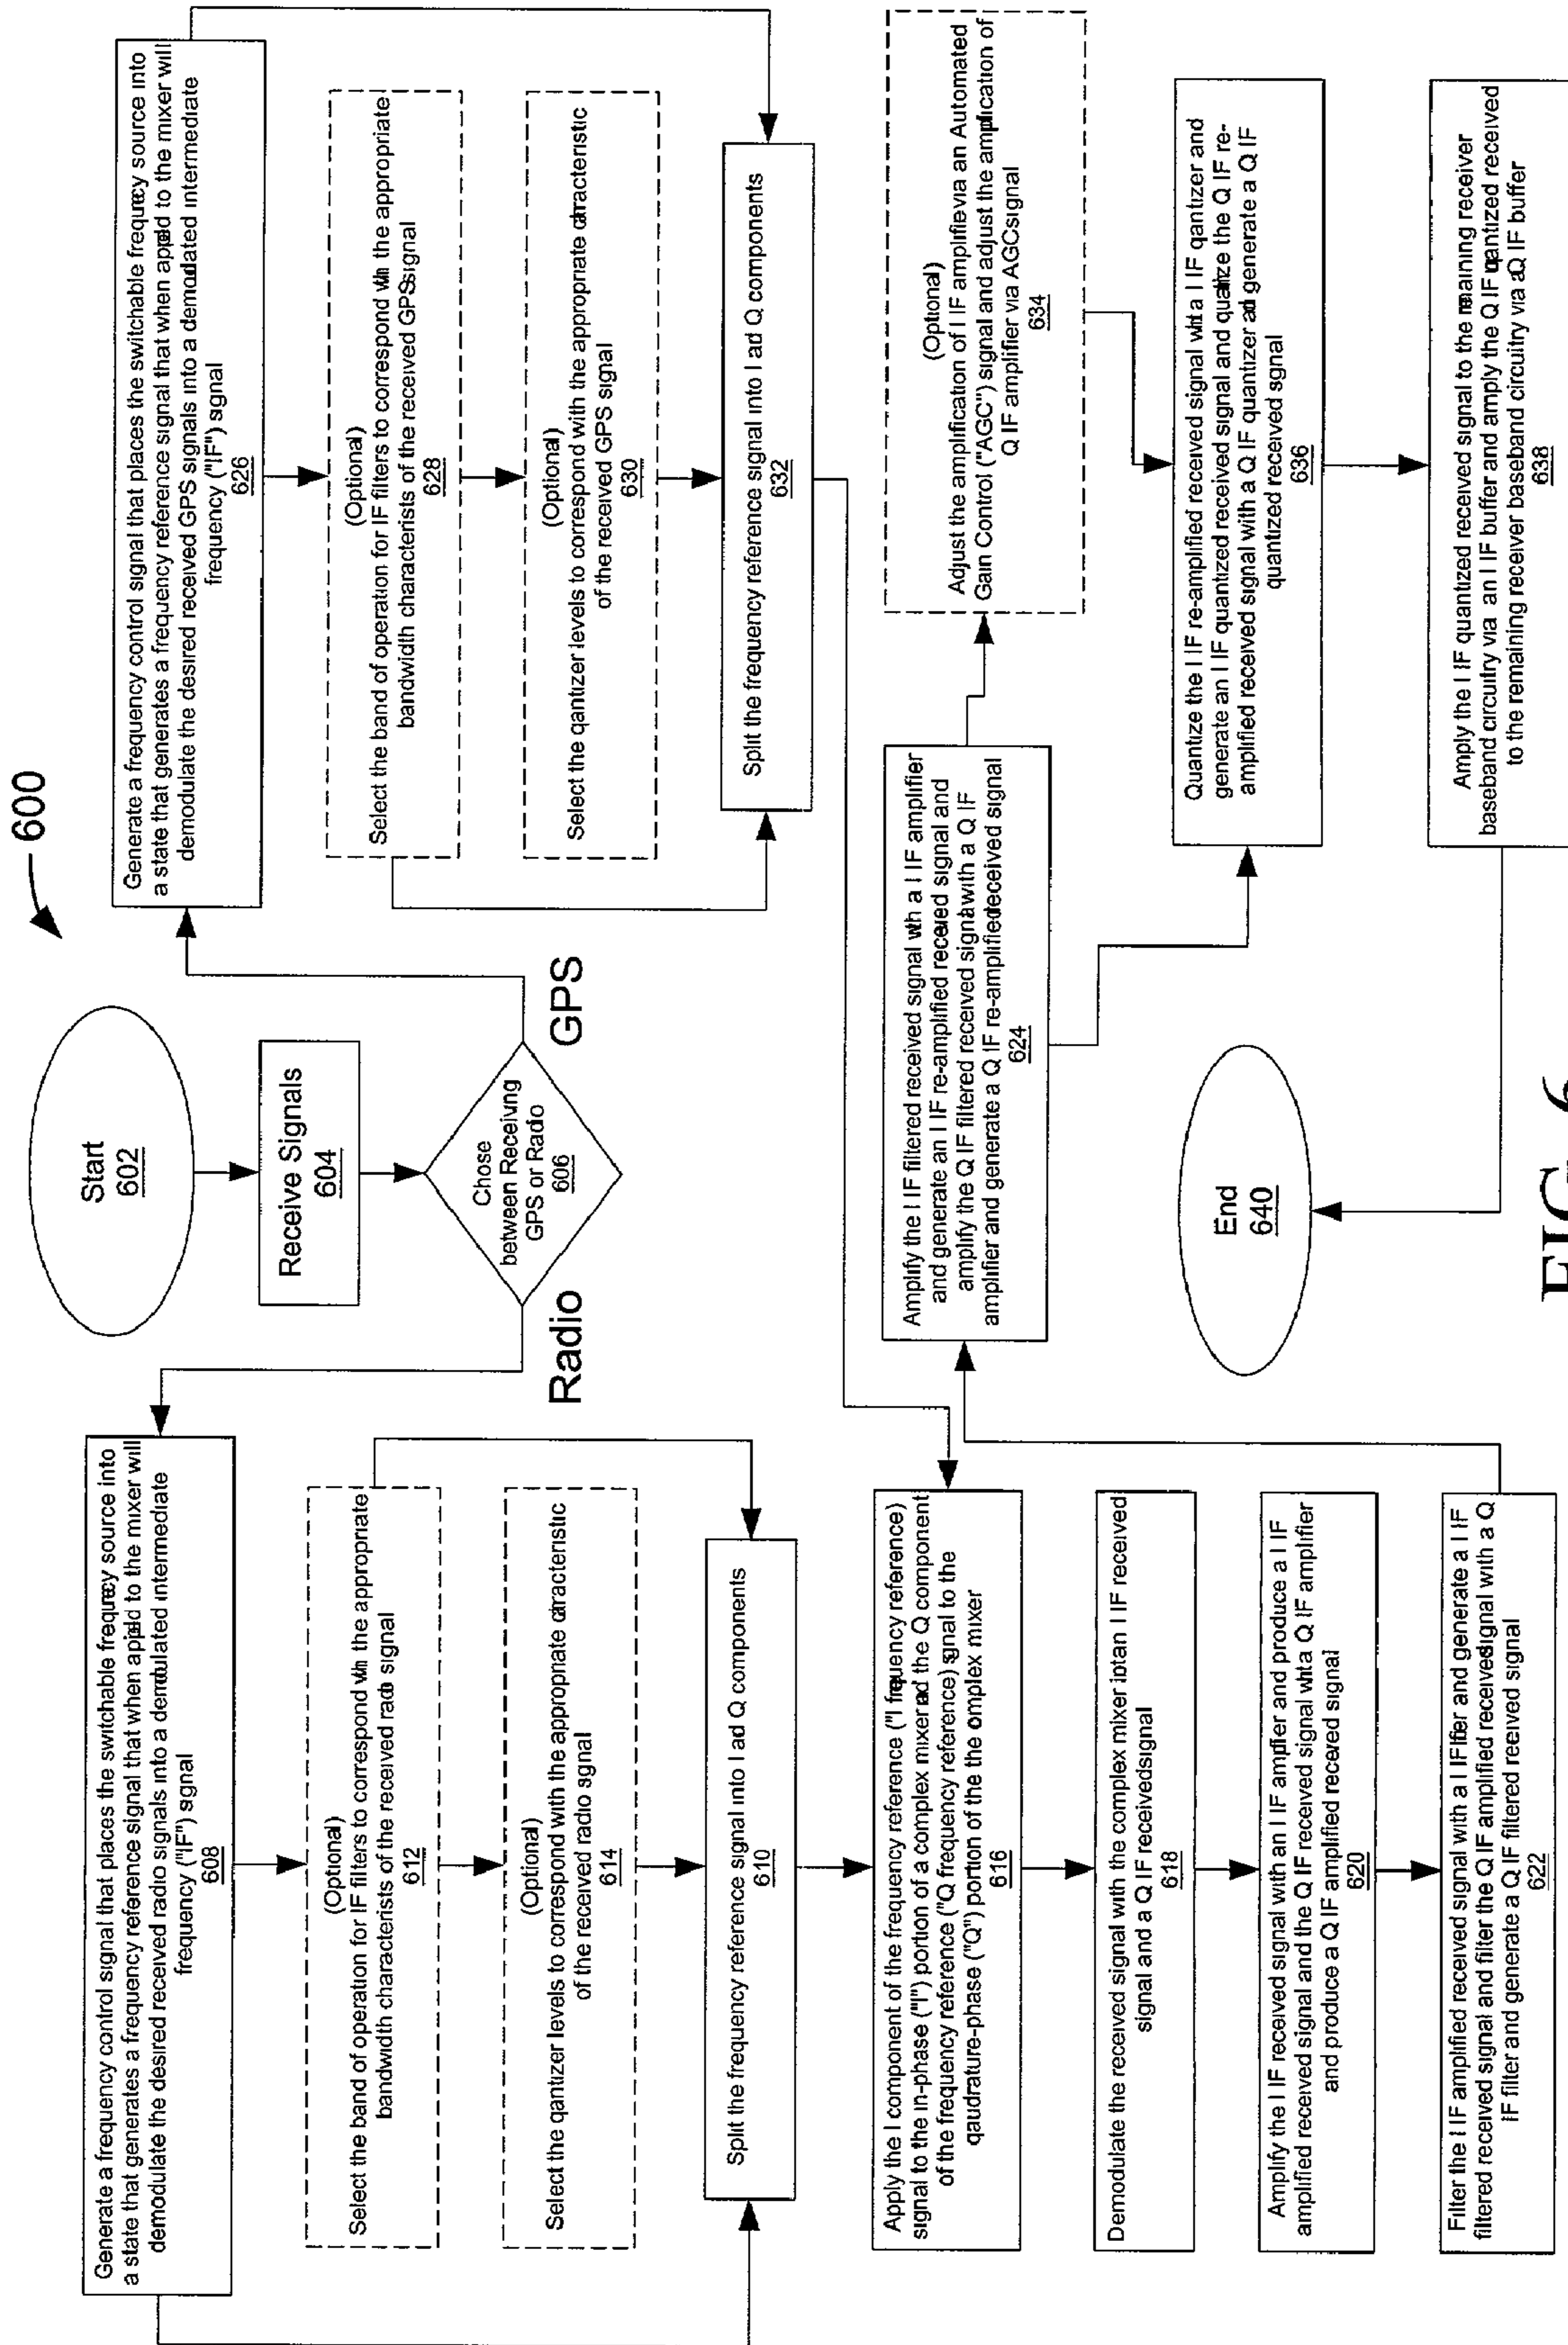 600
Start
602
Receive Signals
604
Chose
between Receiving
GPS or Radio
606
Radio
GPS
Generate a frequency control signal that places the switchable frequency source into
a state that generates a frequency reference signal that when applied to the mixer will
demodulate the desired received radio signals into a demodulated intermediate
frequency ("IF") signal
608
(Optional)
Select the band of operation for IF filters to correspond with the appropriate
bandwidth characterists of the received radio signal
612
(Optional)
Select the qantizer levels to correspond with the appropriate characteristic
of the received radio signal
614
Split the frequency reference signal into I ad Q components
610
Apply the I component of the frequency reference ("I frequency reference)
signal to the in-phase ("I") portion of a complex mixer and the Q component
of the frequency reference ("Q frequency reference) signal to the
qaudrature-phase ("Q") portion of the the omplex mixer
616
Demodulate the received signal with the complex mixer into an I IF received
signal and a Q IF received signal
618
Amplify the I IF received signal with an I IF amplifier and produce a I IF
amplified received signal and the Q IF received signal with a Q IF amplifier
and produce a Q IF amplified received signal
620
Filter the I IF amplified received signal with a I IF filter and generate a I IF
filtered received signal and filter the Q IF amplified received signal with a Q
IF filter and generate a Q IF filtered received signal
622
Generate a frequency control signal that places the switchable frequency source into
a state that generates a frequency reference signal that when applied to the mixer will
demodulate the desired received GPS signals into a demodulated intermediate
frequency ("IF") signal
626
(Optional)
Select the band of operation for IF filters to correspond with the appropriate
bandwidth characterists of the received GPS signal
628
(Optional)
Select the qantizer levels to correspond with the appropriate characteristic
of the received GPS signal
630
Split the frequency reference signal into I ad Q components
632
Amplify the I IF filtered received signal with a I IF amplifier
and generate an I IF re-amplified received signal and
amplify the Q IF filtered received signal with a Q IF
amplifier and generate a Q IF re-amplified received signal
624
(Optional)
Adjust the amplification of I IF amplifier via an Automated
Gain Control ("AGC") signal and adjust the amplication of
Q IF amplifier via AGC signal
634
Quantize the I IF re-amplified received signal with a I IF qantizer and
generate an I IF quantized received signal and quantize the Q IF re-
amplified received signal with a Q IF quantizer and generate a Q IF
quantized received signal
636
Amply the I IF quantized received signal to the remaining receiver
baseband circuitry via an I IF buffer and amply the Q IF quantized received
to the remaining receiver baseband circuitry via a Q IF buffer
638
End
640
FIG. 6